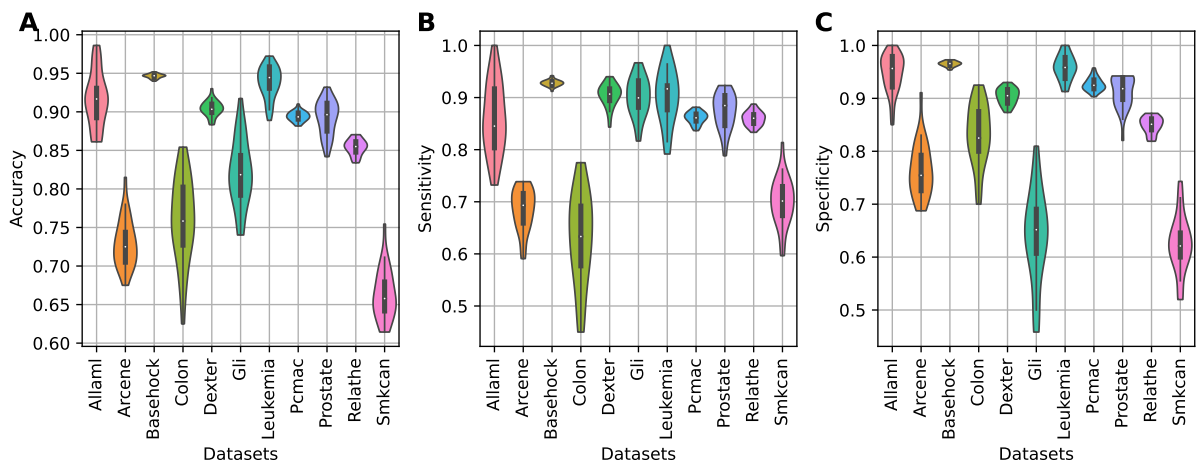 A
B
C
Accuracy
1.00
0.95
0.90
0.85
0.80
0.75
0.70
0.65
0.60
Allaml
Arcene
Basehock
Colon
Dexter
Gli
Leukemia
Pcmac
Prostate
Relathe
Smkcan
Datasets
Sensitivity
1.0
0.9
0.8
0.7
0.6
0.5
Allaml
Arcene
Basehock
Colon
Dexter
Gli
Leukemia
Pcmac
Prostate
Relathe
Smkcan
Datasets
Specificity
1.0
0.9
0.8
0.7
0.6
0.5
Allaml
Arcene
Basehock
Colon
Dexter
Gli
Leukemia
Pcmac
Prostate
Relathe
Smkcan
Datasets